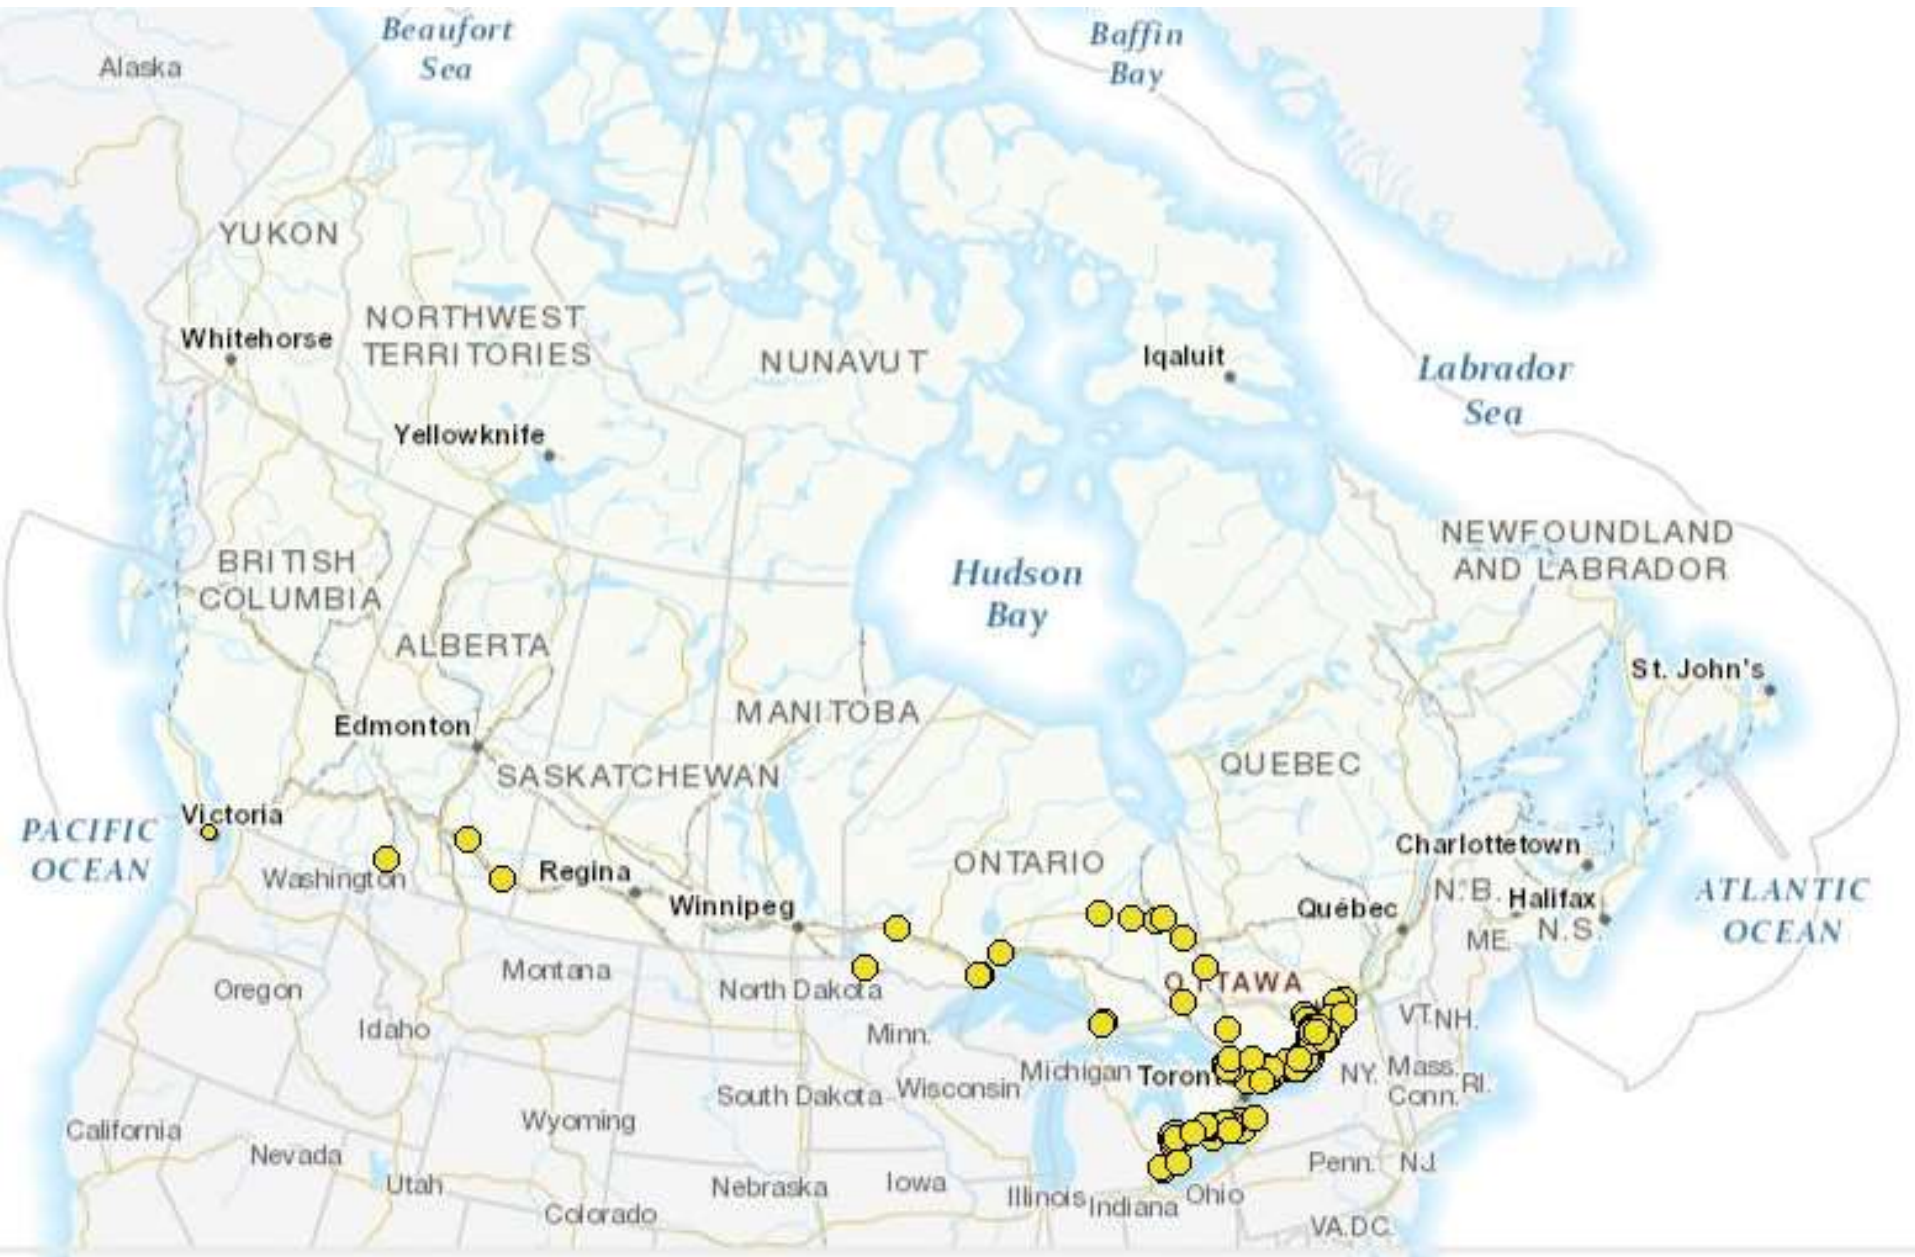 Beaufort
Sea
Baffin
Bay
Alaska
YUKON
Whitehorse
NORTHWEST
TERRITORIES
NUNAVUT
Iqaluit
Labrador
Sea
Yellowknife
BRITISH
COLUMBIA
Hudson
Bay
NEWFOUNDLAND
AND LABRADOR
ALBERTA
St. John's
Edmonton
MANITOBA
SASKATCHEWAN
QUEBEC
PACIFIC
OCEAN
Victoria
Washington
Regina
Winnipeg
ONTARIO
Charlottetown
N.B.
Halifax
N.S.
ATLANTIC
OCEAN
Québec
ME.
Oregon
Montana
North Dakota
OTTAWA
Idaho
Minn.
VT.
NH.
Michigan
Toron
NY.
Mass.
RI.
Conn.
South Dakota
Wisconsin
California
Wyoming
Nevada
Utah
Nebraska
Iowa
Penn.
NJ.
Colorado
Illinois
Indiana
Ohio
VA.
DC.